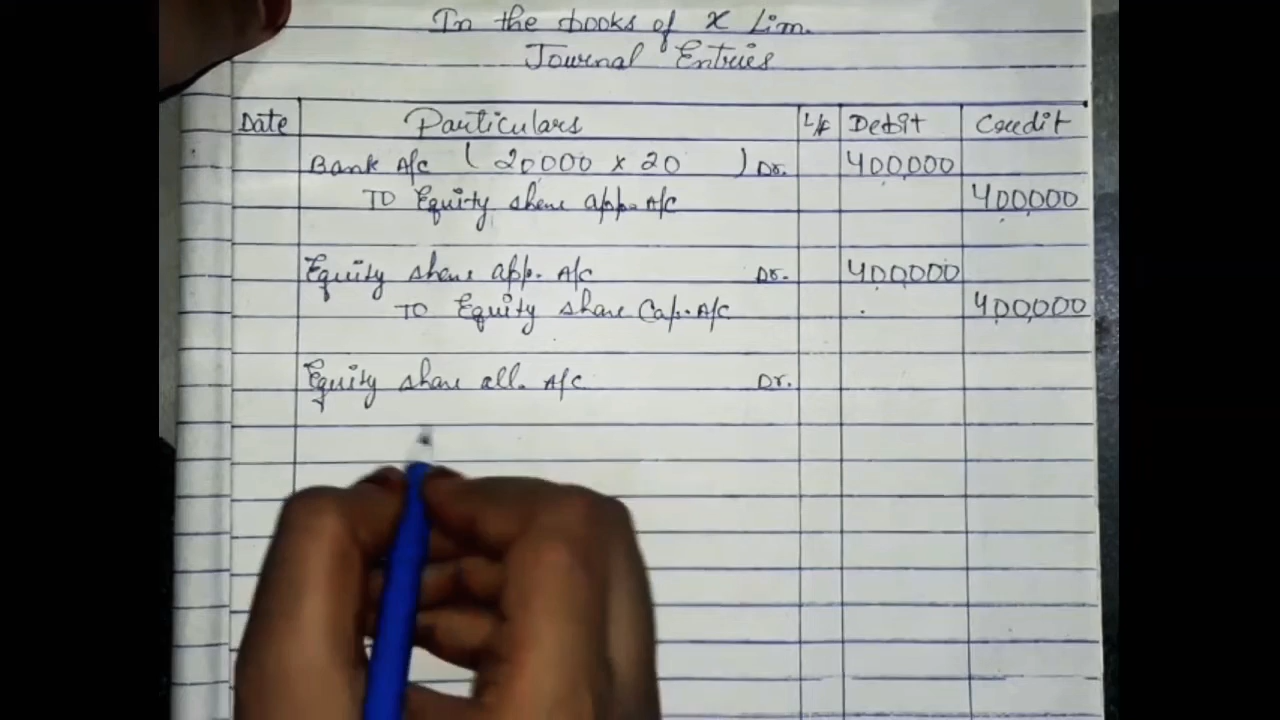 In the books of X Lim.
Journal Entries
Date Particulars L/F Debit Credit
Bank A/c ( 20000 x 20 ) Dr. 400,000
To Equity share app. A/c 400,000
Equity share app. A/c Dr. 400,000
To Equity share Cap. A/c 400,000
Equity share all. A/c Dr.